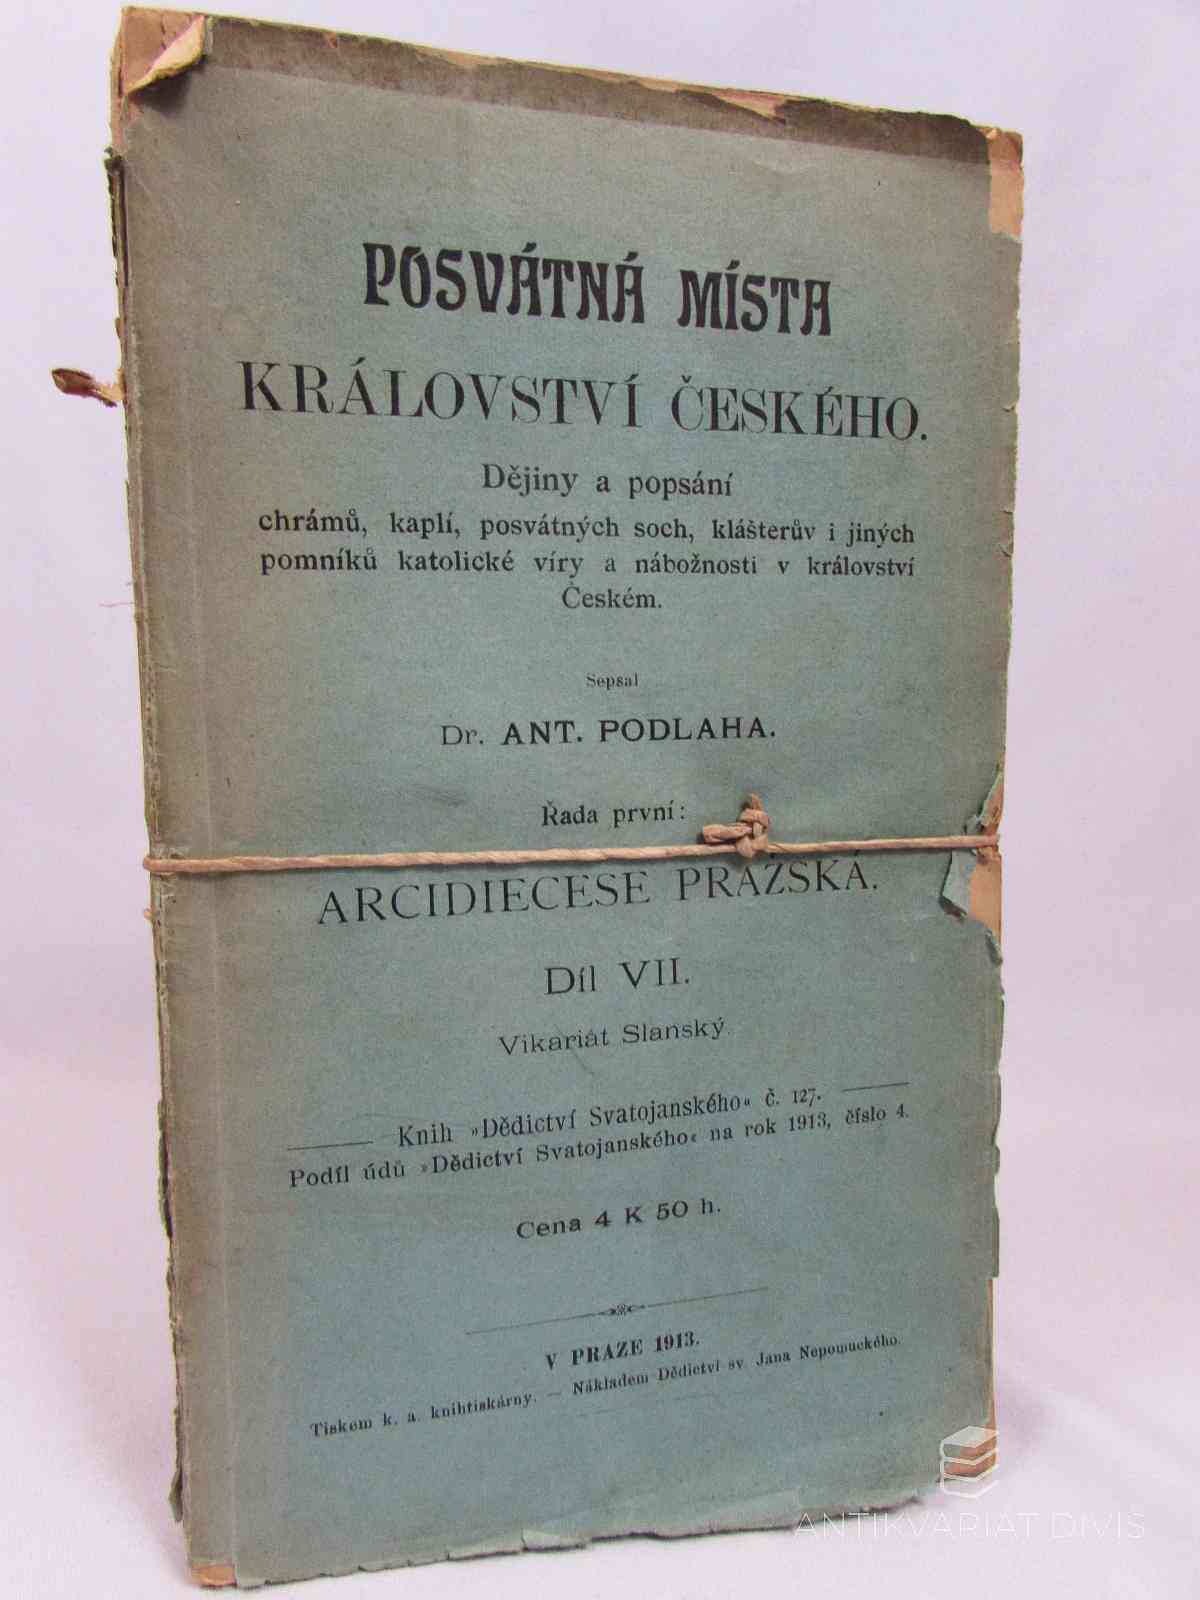 POSVÁTNÁ MÍSTA
KRÁLOVSTVÍ ČESKÉHO.
Dějiny a popsání
chrámů, kaplí, posvátných soch, klášterův i jiných
pomníků katolické víry a nábožnosti v království
Českém.
Sepsal
Dr. ANT. PODLAHA.
Řada první:
ARCIDIECESE PRAŽSKÁ.
Díl VII.
Vikariát Slanský.
Knih »Dědictví Svatojanského« č. 127.
Podíl údů »Dědictví Svatojanského« na rok 1913, číslo 4.
Cena 4 K 50 h.
V PRAZE 1913.
Tiskem k. a. knihtiskárny. — Nákladem Dědictví sv. Jana Nepomuckého.
ANTIKVARIÁT DIVIŠ